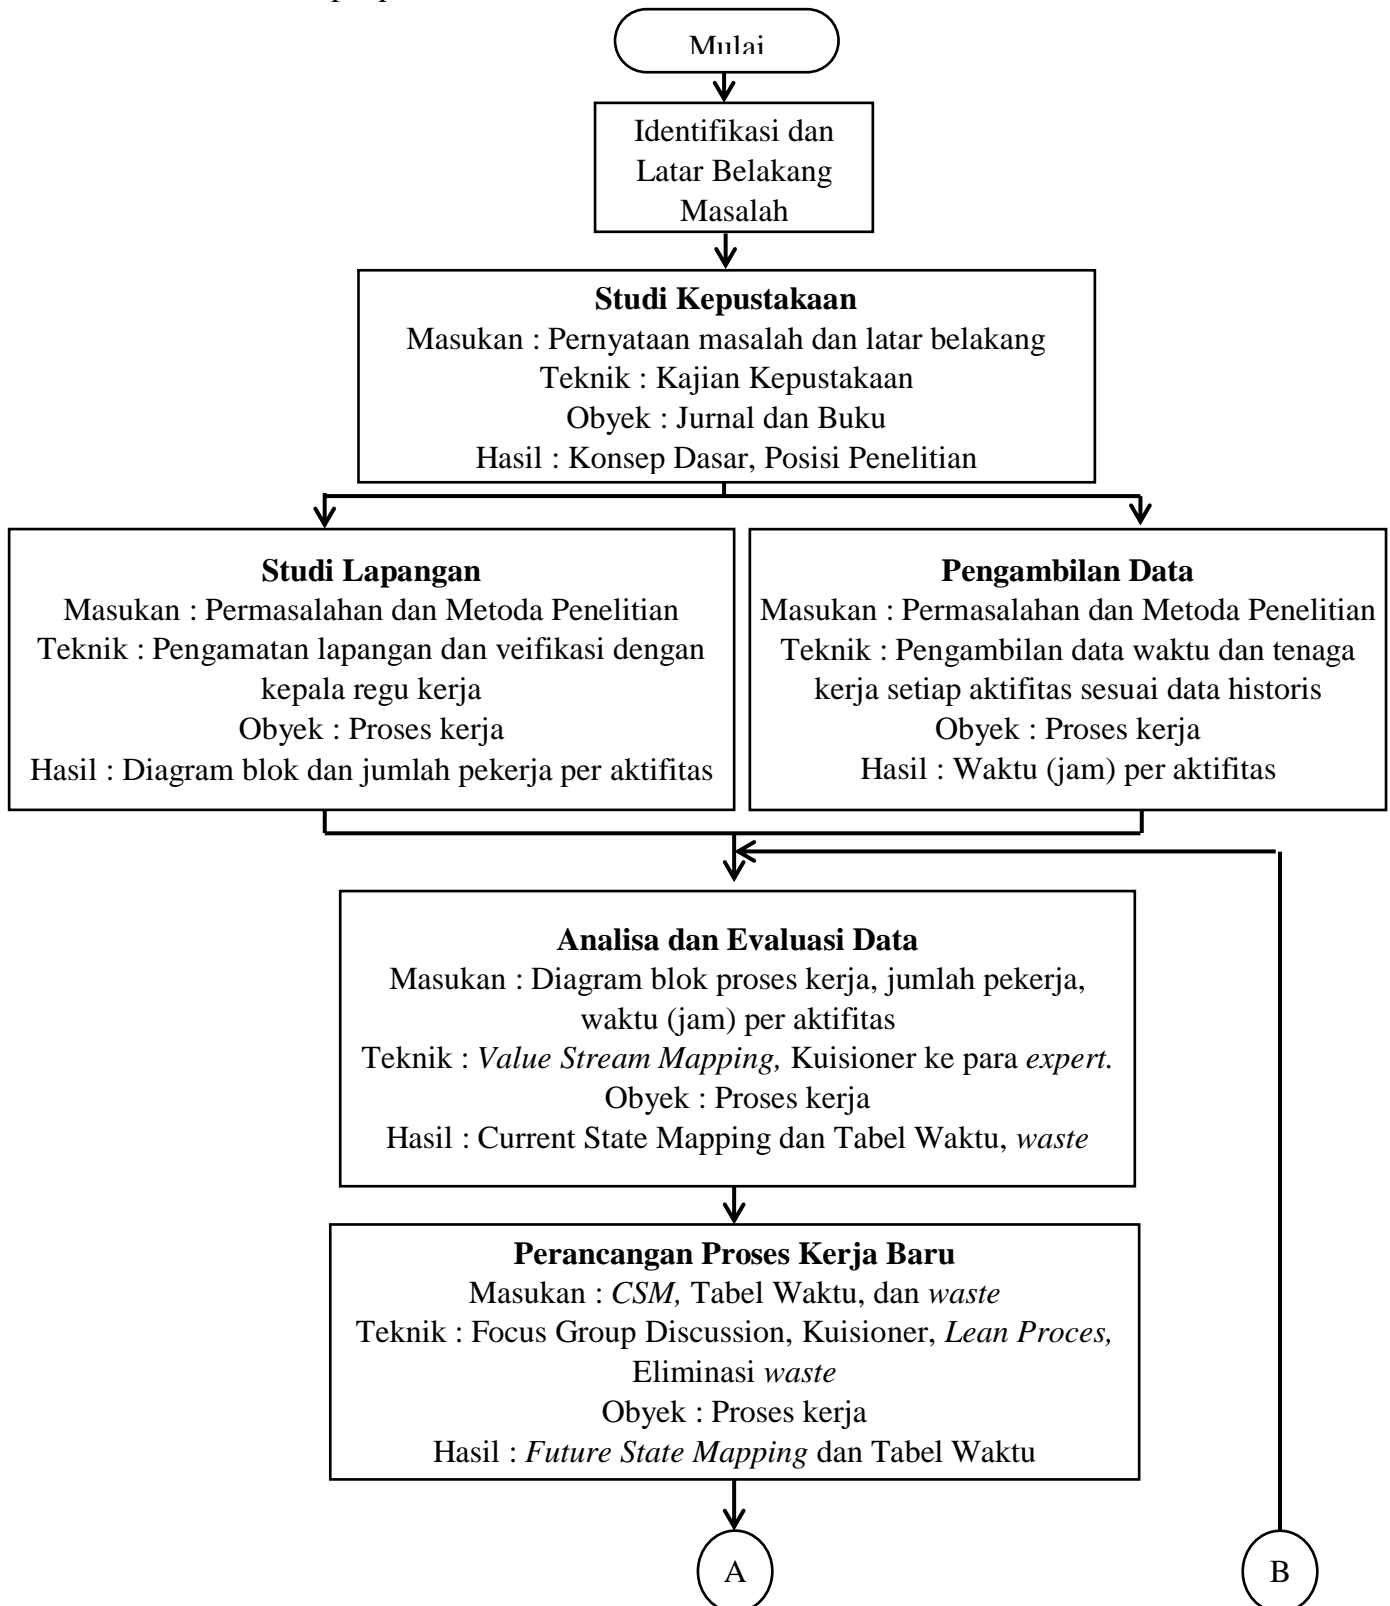 Mulai
Identifikasi dan
Latar Belakang
Masalah
Studi Kepustakaan
Masukan : Pernyataan masalah dan latar belakang
Teknik : Kajian Kepustakaan
Obyek : Jurnal dan Buku
Hasil : Konsep Dasar, Posisi Penelitian
Studi Lapangan
Masukan : Permasalahan dan Metoda Penelitian
Teknik : Pengamatan lapangan dan veifikasi dengan
kepala regu kerja
Obyek : Proses kerja
Hasil : Diagram blok dan jumlah pekerja per aktifitas
Pengambilan Data
Masukan : Permasalahan dan Metoda Penelitian
Teknik : Pengambilan data waktu dan tenaga
kerja setiap aktifitas sesuai data historis
Obyek : Proses kerja
Hasil : Waktu (jam) per aktifitas
Analisa dan Evaluasi Data
Masukan : Diagram blok proses kerja, jumlah pekerja,
waktu (jam) per aktifitas
Teknik : Value Stream Mapping, Kuisioner ke para expert.
Obyek : Proses kerja
Hasil : Current State Mapping dan Tabel Waktu, waste
Perancangan Proses Kerja Baru
Masukan : CSM, Tabel Waktu, dan waste
Teknik : Focus Group Discussion, Kuisioner, Lean Proces,
Eliminasi waste
Obyek : Proses kerja
Hasil : Future State Mapping dan Tabel Waktu
A
B